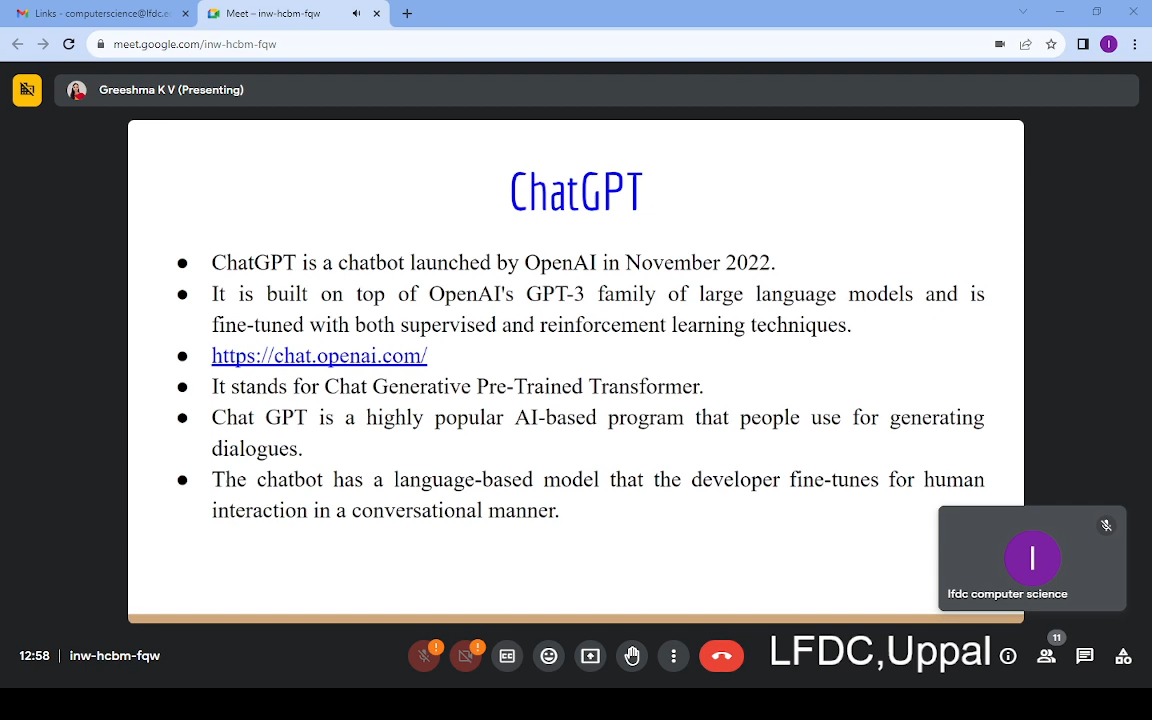 Links - computerscience@lfdc.e
Meet – inw-hcbm-fqw
meet.google.com/inw-hcbm-fqw
I
Greeshma K V (Presenting)
ChatGPT
● ChatGPT is a chatbot launched by OpenAI in November 2022.
● It is built on top of OpenAI's GPT-3 family of large language models and is
fine-tuned with both supervised and reinforcement learning techniques.
● https://chat.openai.com/
● It stands for Chat Generative Pre-Trained Transformer.
● Chat GPT is a highly popular AI-based program that people use for generating
dialogues.
● The chatbot has a language-based model that the developer fine-tunes for human
interaction in a conversational manner.
I
lfdc computer science
12:58 | inw-hcbm-fqw
LFDC,Uppal
11